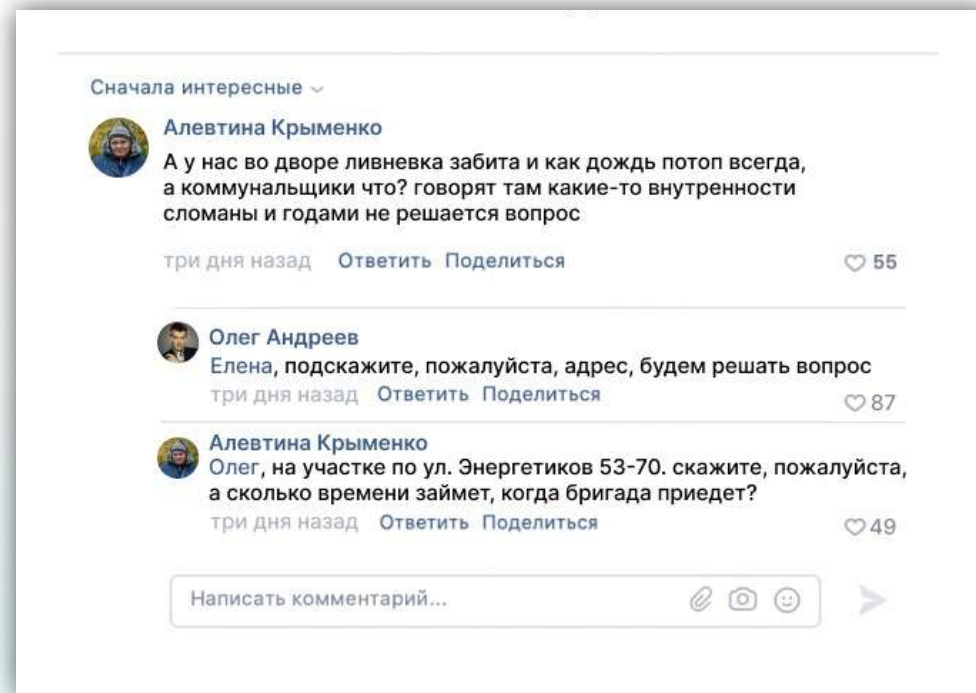 Сначала интересные
Алевтина Крыменко
А у нас во дворе ливневка забита и как дождь потоп всегда,
а коммунальщики что? говорят там какие-то внутренности
сломаны и годами не решается вопрос
три дня назад Ответить Поделиться 55
Олег Андреев
Елена, подскажите, пожалуйста, адрес, будем решать вопрос
три дня назад Ответить Поделиться 87
Алевтина Крыменко
Олег, на участке по ул. Энергетиков 53-70. скажите, пожалуйста,
а сколько времени займет, когда бригада приедет?
три дня назад Ответить Поделиться 49
Написать комментарий...